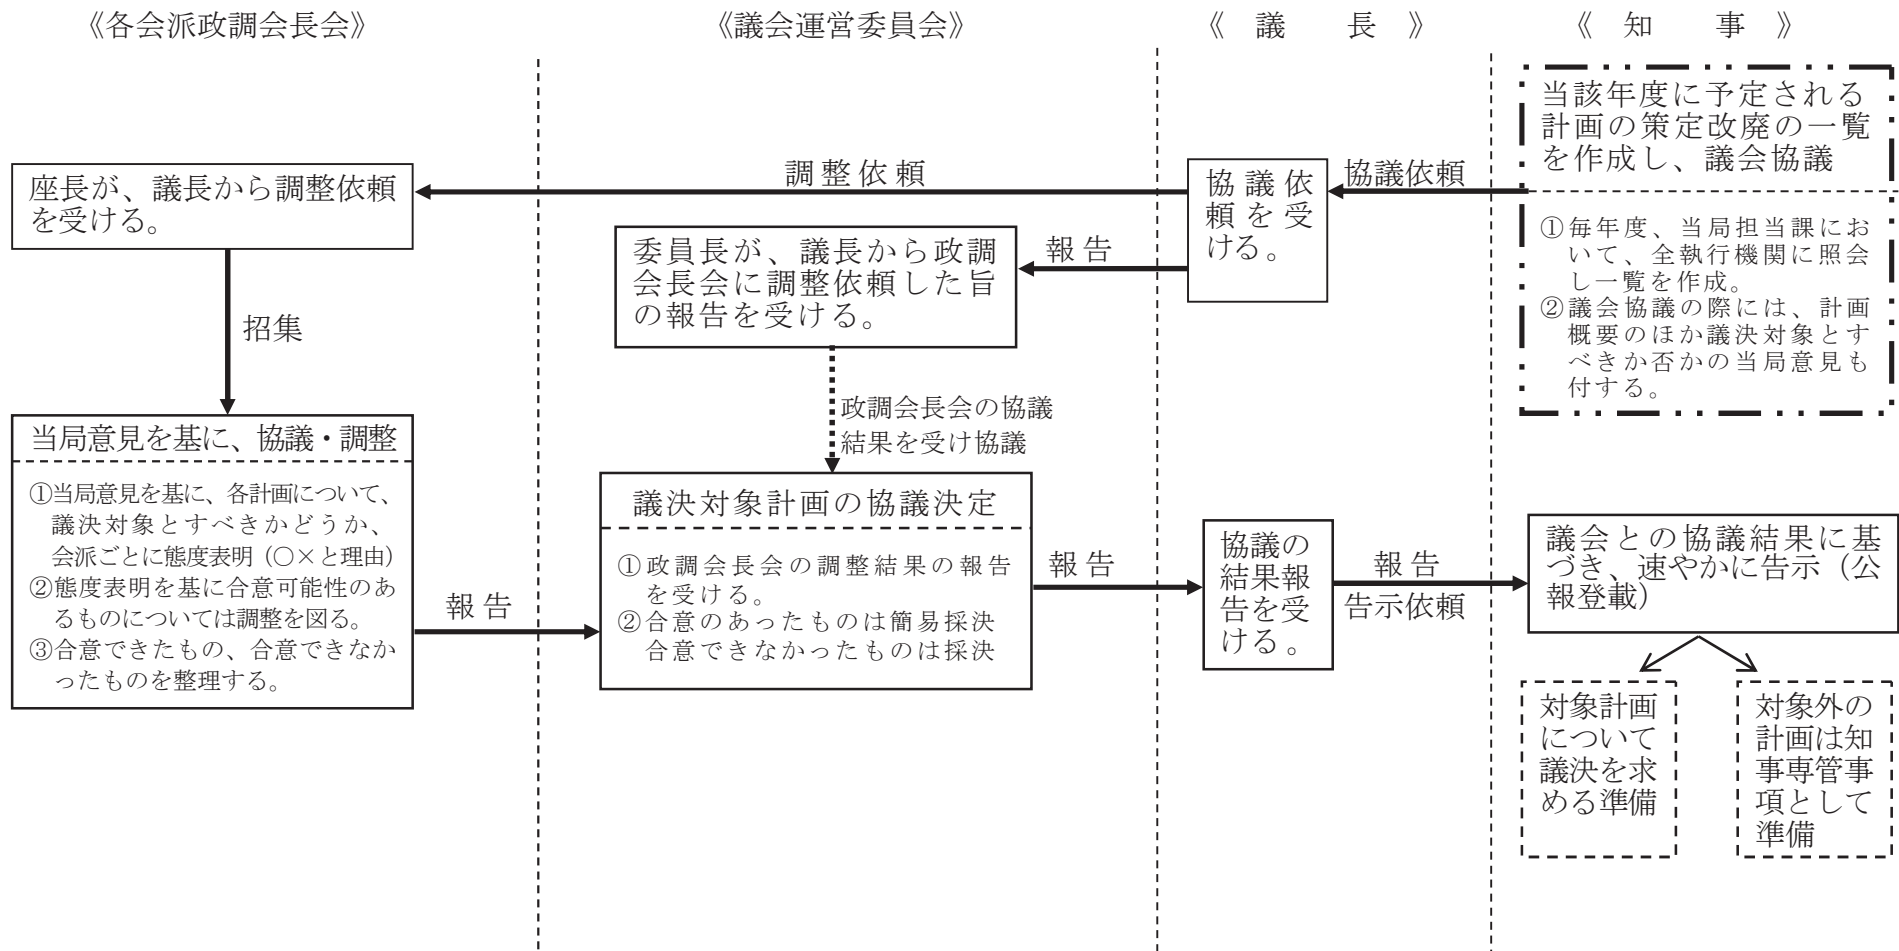 《各会派政調会長会》
《議会運営委員会》
《　議　　長　》
《　知　　事　》
当該年度に予定される
計画の策定改廃の一覧
を作成し、議会協議
①毎年度、当局担当課にお
いて、全執行機関に照会
し一覧を作成。
②議会協議の際には、計画
概要のほか議決対象とす
べきか否かの当局意見も
付する。
協議依頼
協議依
頼を受
ける。
調整依頼
座長が、議長から調整依頼
を受ける。
報告
委員長が、議長から政調
会長会に調整依頼した旨
の報告を受ける。
招集
政調会長会の協議
結果を受け協議
当局意見を基に、協議・調整
①当局意見を基に、各計画について、
議決対象とすべきかどうか、
会派ごとに態度表明（○×と理由）
②態度表明を基に合意可能性のあ
るものについては調整を図る。
③合意できたもの、合意できなか
ったものを整理する。
報告
議決対象計画の協議決定
①政調会長会の調整結果の報告
を受ける。
②合意のあったものは簡易採決
合意できなかったものは採決
報告
協議の
結果報
告を受
ける。
報告
告示依頼
議会との協議結果に基
づき、速やかに告示（公
報登載）
対象計画
について
議決を求
める準備
対象外の
計画は知
事専管事
項として
準備